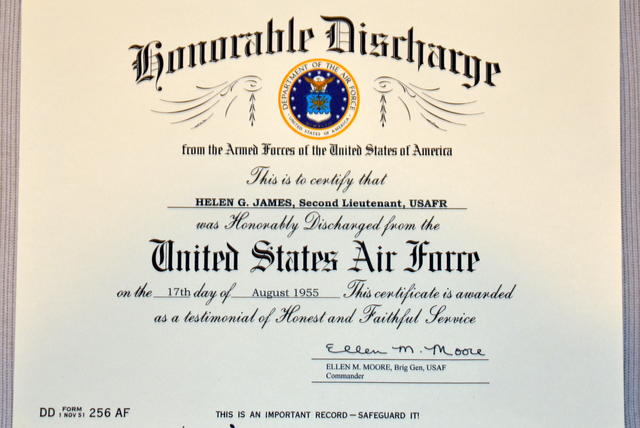 Honorable Discharge
DEPARTMENT OF THE AIR FORCE
UNITED STATES OF AMERICA
from the Armed Forces of the United States of America
This is to certify that
HELEN G. JAMES, Second Lieutenant, USAFR
was Honorably Discharged from the
United States Air Force
on the 17th day of August 1955 This certificate is awarded
as a testimonial of Honest and Faithful Service
Ellen M. Moore
ELLEN M. MOORE, Brig Gen, USAF
Commander
DD FORM 1 NOV 51 256 AF
THIS IS AN IMPORTANT RECORD — SAFEGUARD IT!